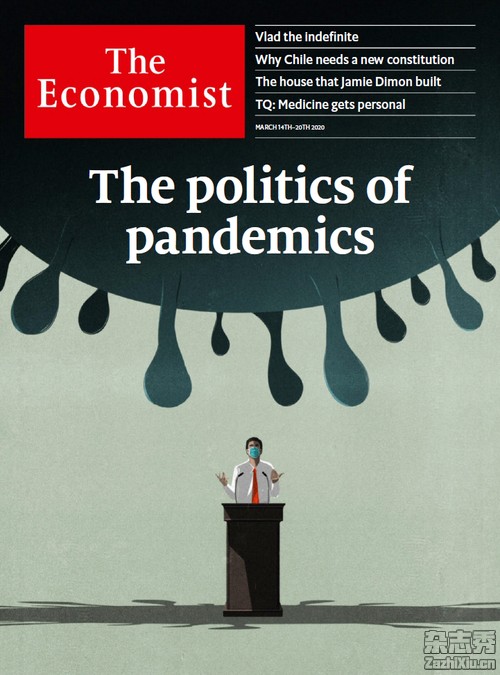 The
Economist
Vlad the indefinite
Why Chile needs a new constitution
The house that Jamie Dimon built
TQ: Medicine gets personal
MARCH 14TH–20TH 2020
The politics of
pandemics
杂志秀
ZazhiXiu.cn